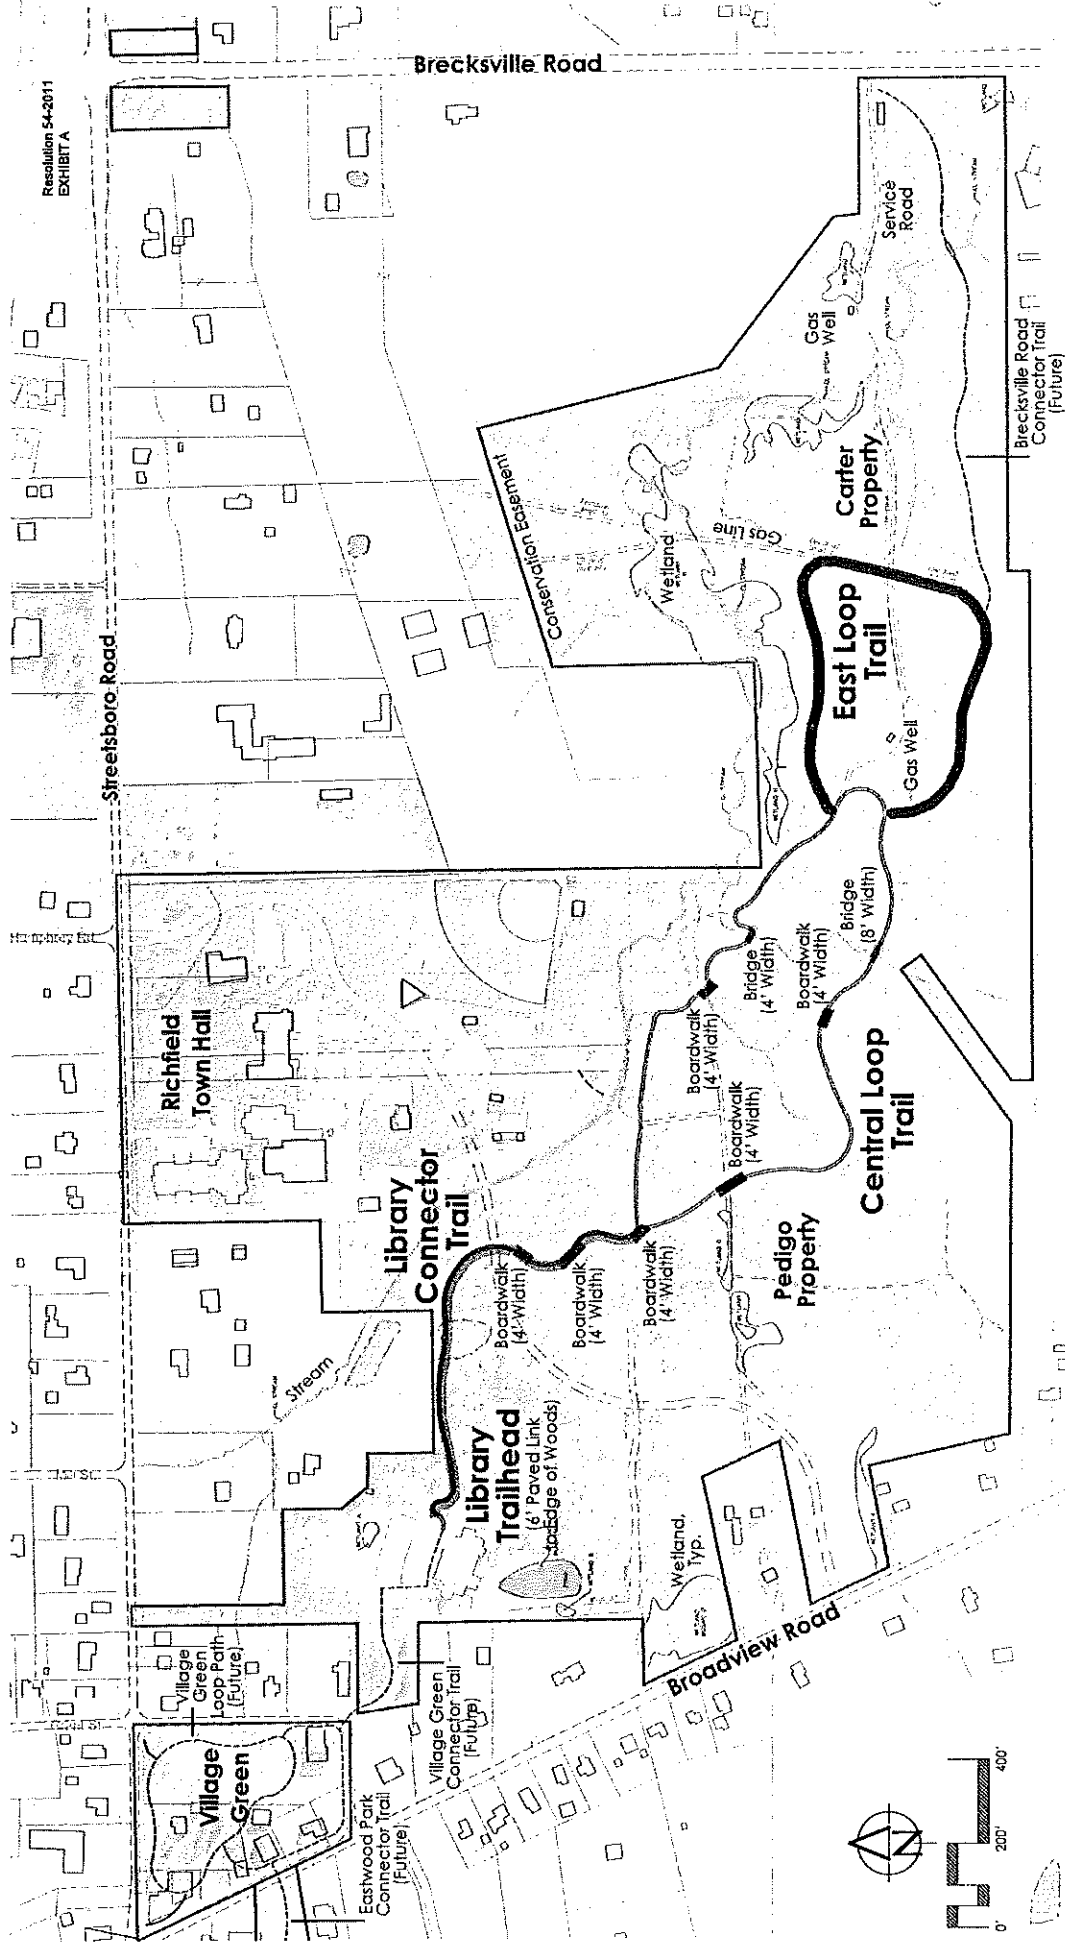 Resolution 54-2011
EXHIBIT A
Brecksville Road
Streetsboro Road
Service
Road
Gas
Well
Brecksville Road
Connector Trail
(Future)
Conservation Easement
Carter
Property
Gas Line
Wetland
East Loop
Trail
Gas Well
Richfield
Town Hall
Bridge
(8' Width)
Boardwalk
(4' Width)
Bridge
(4' Width)
Boardwalk
(4' Width)
Boardwalk
(4' Width)
Central Loop
Trail
Library
Connector
Trail
Boardwalk
(4' Width)
Boardwalk
(4' Width)
Boardwalk
(4' Width)
Pedigo
Property
Stream
Library
Trailhead
(6' Paved Link
to Edge of Woods)
Wetland,
Typ.
Broadview Road
Village
Green
Loop Path
(Future)
Village
Green
Village Green
Connector Trail
(Future)
Eastwood Park
Connector Trail
(Future)
N
0'
200'
400'